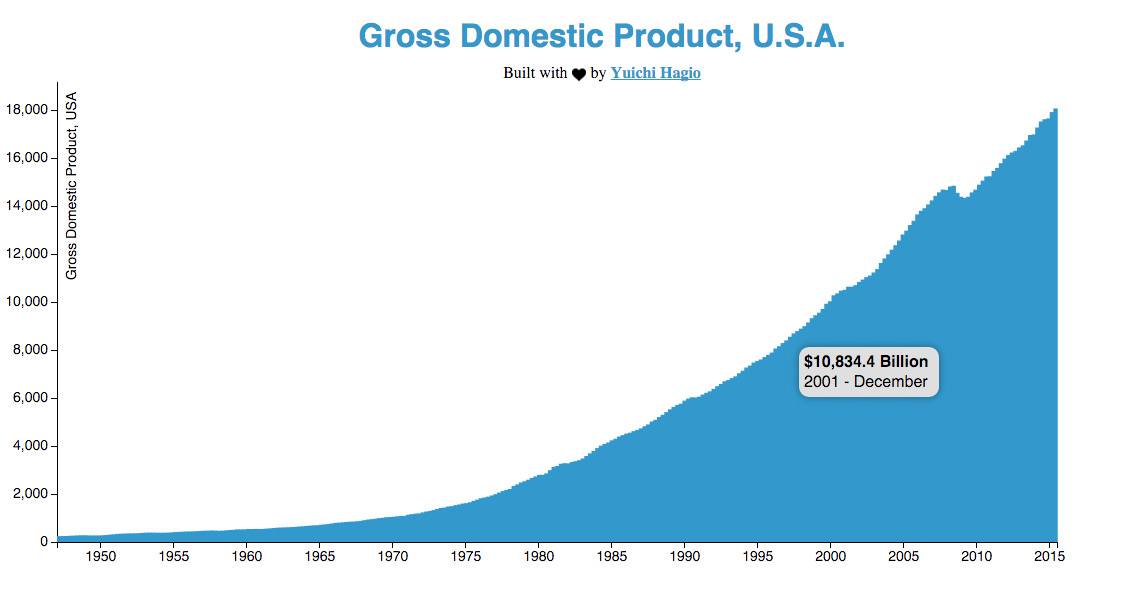 Gross Domestic Product, U.S.A.
Built with ♥ by Yuichi Hagio
Gross Domestic Product, USA
18,000
16,000
14,000
12,000
10,000
8,000
6,000
4,000
2,000
0
$10,834.4 Billion
2001 - December
1950 1955 1960 1965 1970 1975 1980 1985 1990 1995 2000 2005 2010 2015